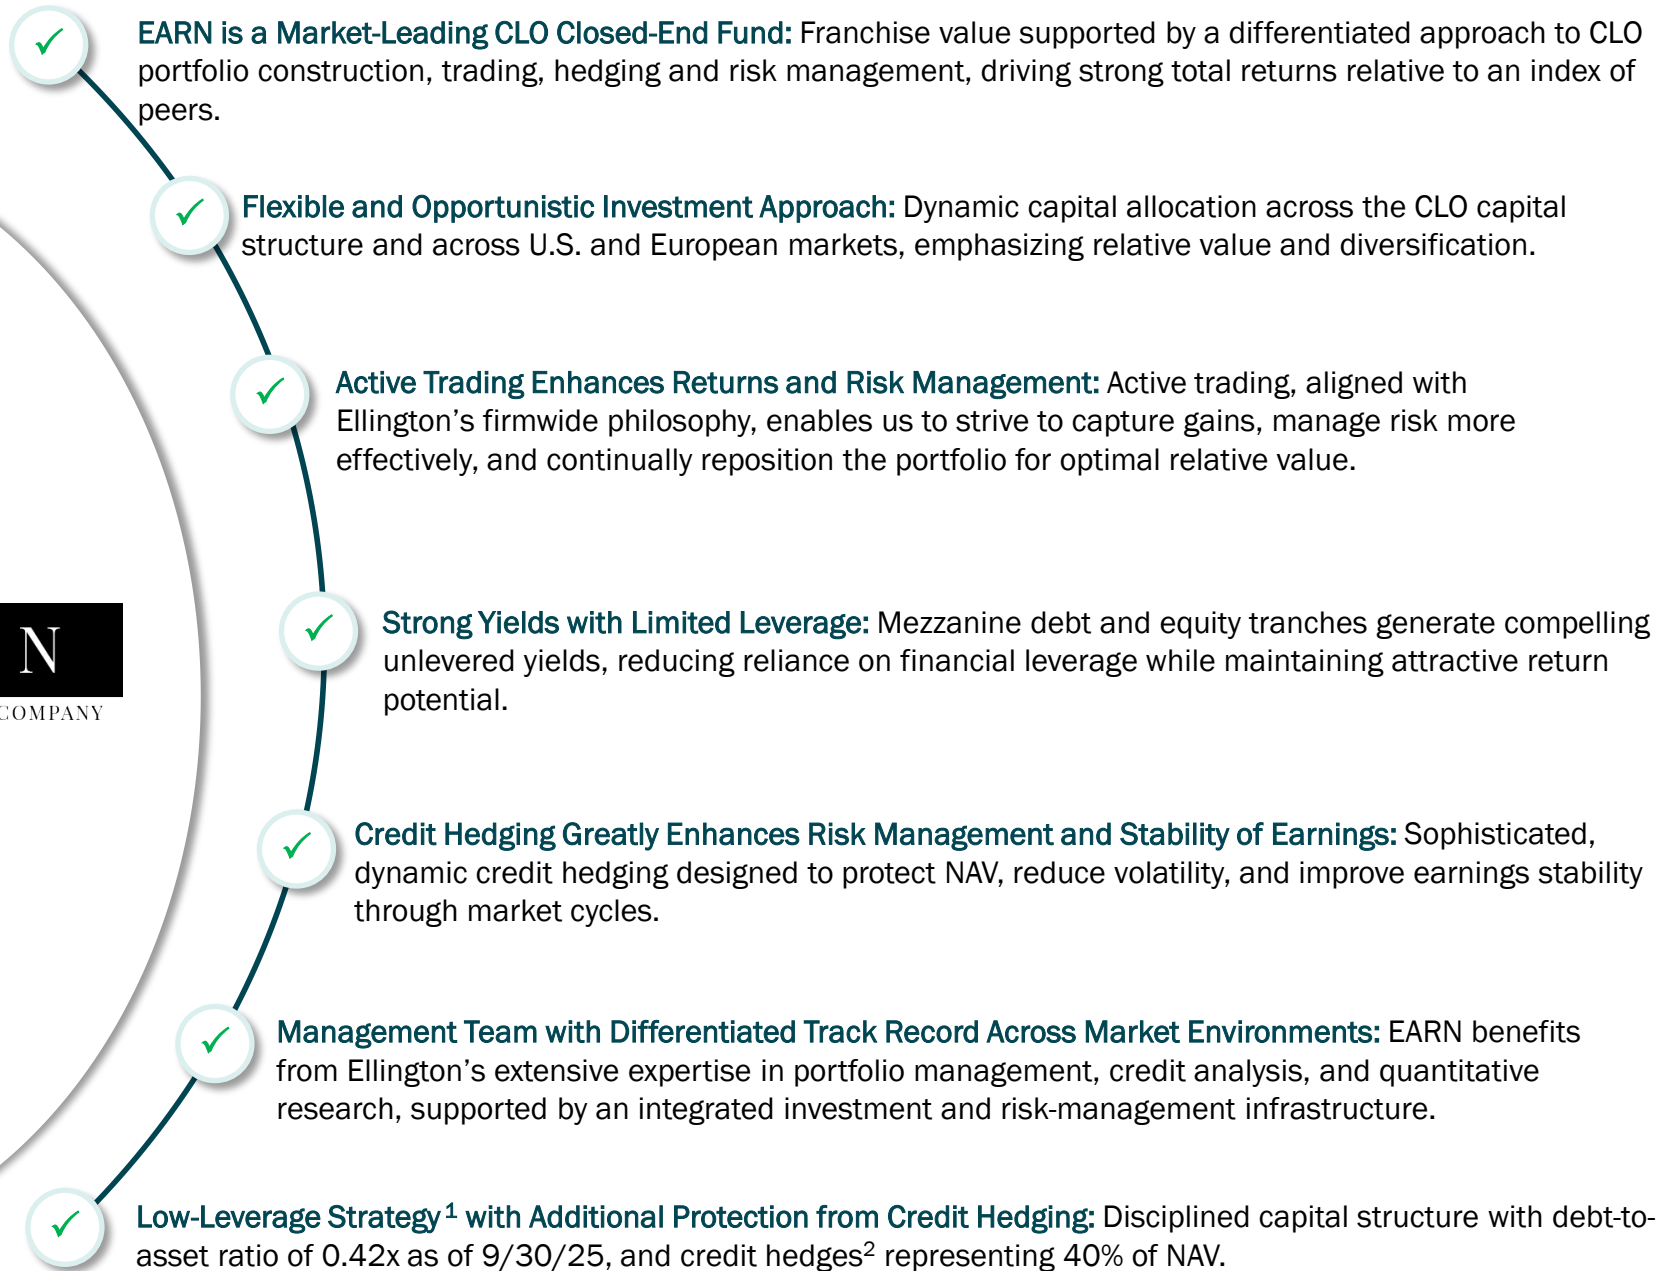 EARN is a Market-Leading CLO Closed-End Fund: Franchise value supported by a differentiated approach to CLO
portfolio construction, trading, hedging and risk management, driving strong total returns relative to an index of
peers.
Flexible and Opportunistic Investment Approach: Dynamic capital allocation across the CLO capital
structure and across U.S. and European markets, emphasizing relative value and diversification.
Active Trading Enhances Returns and Risk Management: Active trading, aligned with
Ellington’s firmwide philosophy, enables us to strive to capture gains, manage risk more
effectively, and continually reposition the portfolio for optimal relative value.
N
COMPANY
Strong Yields with Limited Leverage: Mezzanine debt and equity tranches generate compelling
unlevered yields, reducing reliance on financial leverage while maintaining attractive return
potential.
Credit Hedging Greatly Enhances Risk Management and Stability of Earnings: Sophisticated,
dynamic credit hedging designed to protect NAV, reduce volatility, and improve earnings stability
through market cycles.
Management Team with Differentiated Track Record Across Market Environments: EARN benefits
from Ellington’s extensive expertise in portfolio management, credit analysis, and quantitative
research, supported by an integrated investment and risk-management infrastructure.
Low-Leverage Strategy¹ with Additional Protection from Credit Hedging: Disciplined capital structure with debt-to-
asset ratio of 0.42x as of 9/30/25, and credit hedges² representing 40% of NAV.